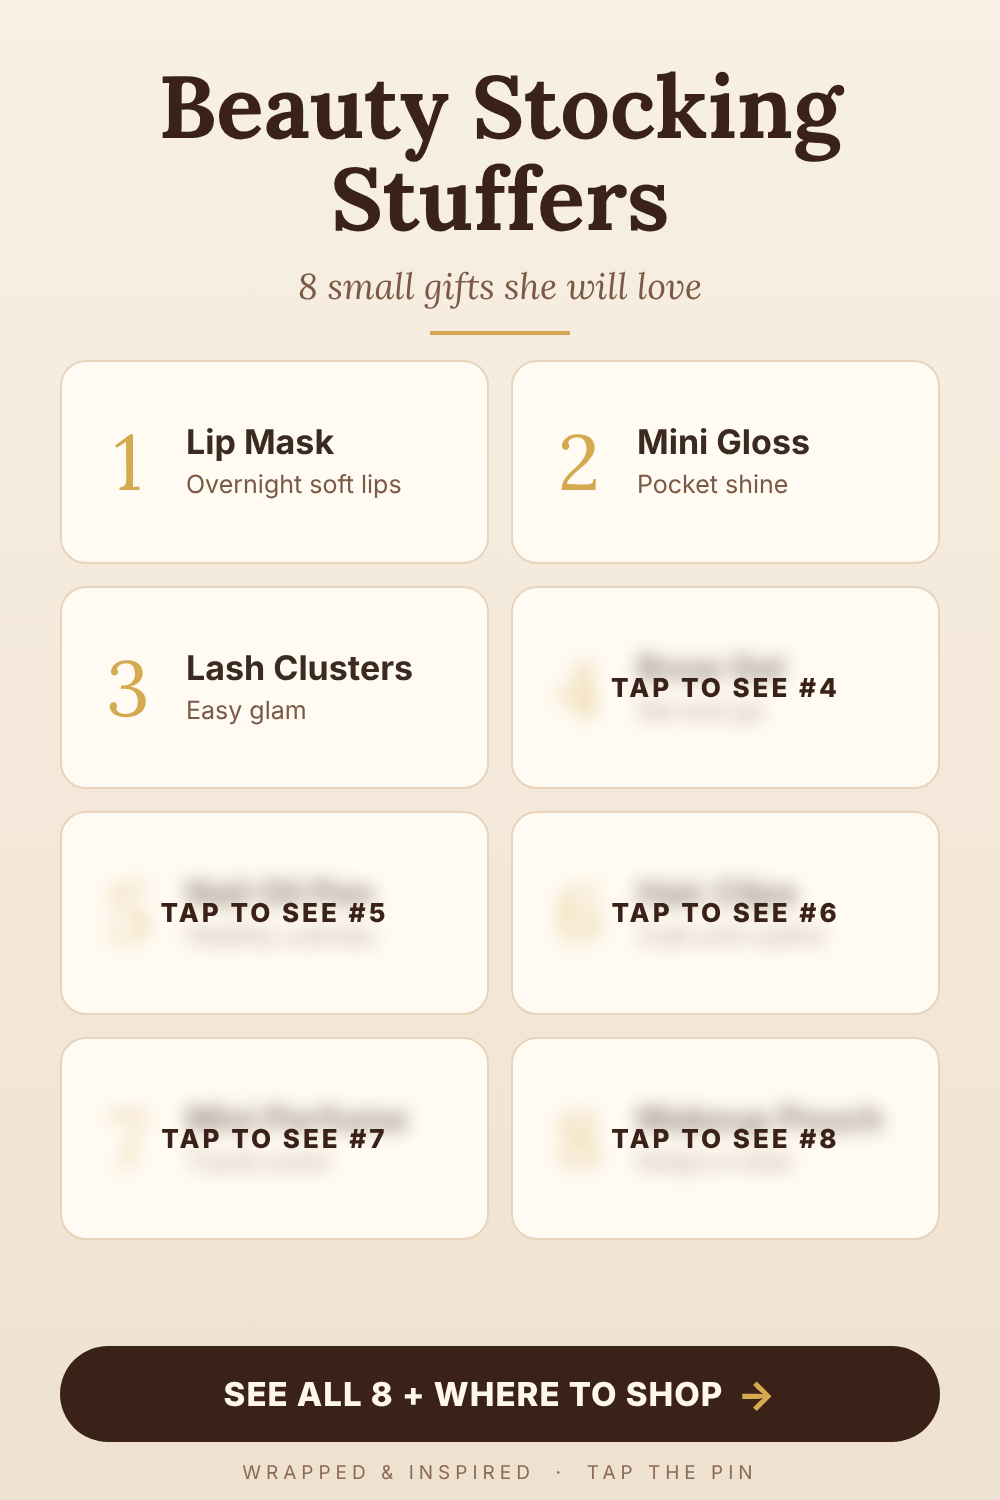 Beauty Stocking
Stuffers
8 small gifts she will love
1
Lip Mask
Overnight soft lips
2
Mini Gloss
Pocket shine
3
Lash Clusters
Easy glam
TAP TO SEE #4
TAP TO SEE #5
TAP TO SEE #6
TAP TO SEE #7
TAP TO SEE #8
SEE ALL 8 + WHERE TO SHOP →
WRAPPED & INSPIRED · TAP THE PIN